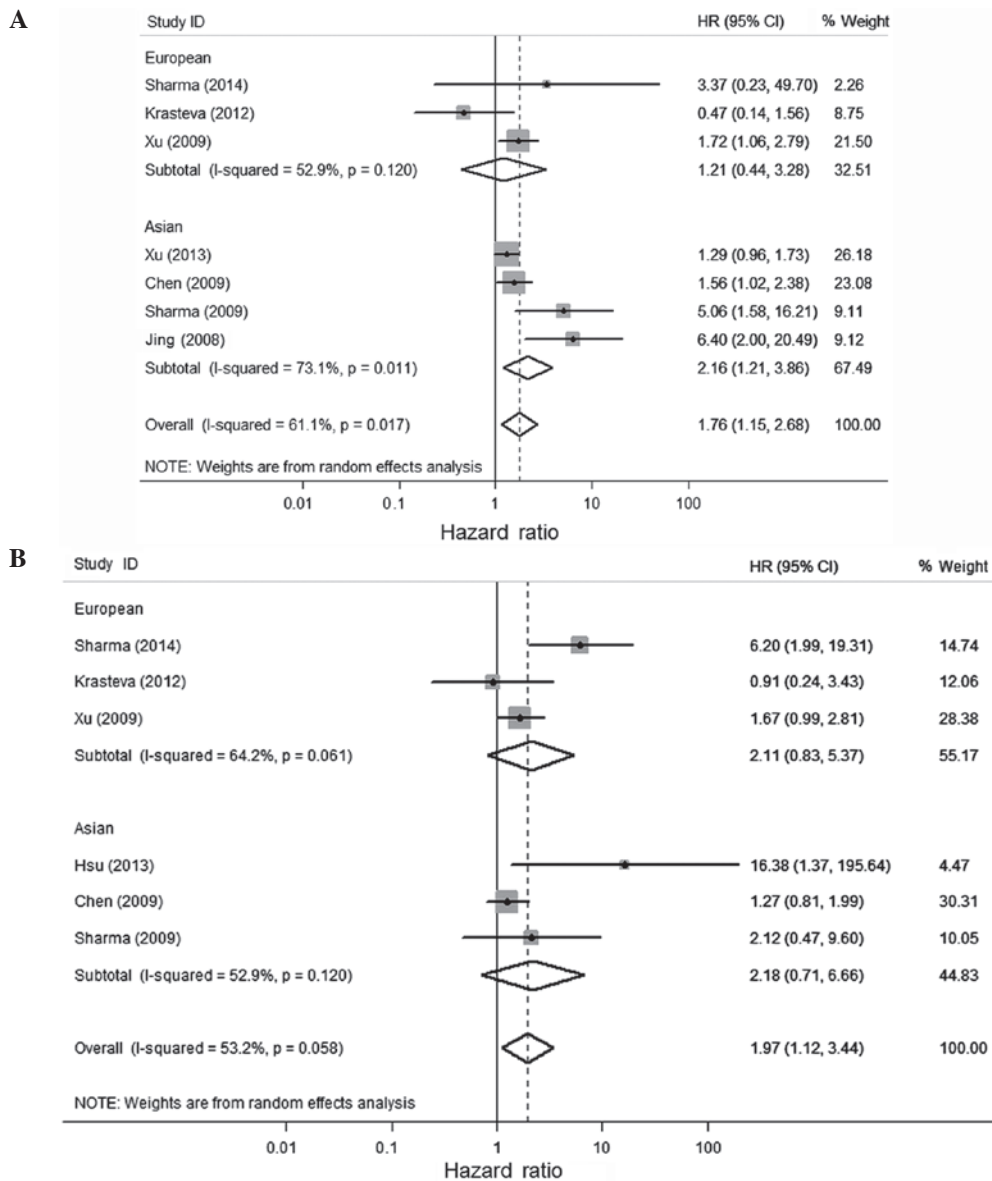 A
Study ID HR (95% CI) % Weight
European
Sharma (2014) 3.37 (0.23, 49.70) 2.26
Krasteva (2012) 0.47 (0.14, 1.56) 8.75
Xu (2009) 1.72 (1.06, 2.79) 21.50
Subtotal (I-squared = 52.9%, p = 0.120) 1.21 (0.44, 3.28) 32.51
Asian
Xu (2013) 1.29 (0.96, 1.73) 26.18
Chen (2009) 1.56 (1.02, 2.38) 23.08
Sharma (2009) 5.06 (1.58, 16.21) 9.11
Jing (2008) 6.40 (2.00, 20.49) 9.12
Subtotal (I-squared = 73.1%, p = 0.011) 2.16 (1.21, 3.86) 67.49
Overall (I-squared = 61.1%, p = 0.017) 1.76 (1.15, 2.68) 100.00
NOTE: Weights are from random effects analysis
0.01 0.1 1 10 100
Hazard ratio
B
Study ID HR (95% CI) % Weight
European
Sharma (2014) 6.20 (1.99, 19.31) 14.74
Krasteva (2012) 0.91 (0.24, 3.43) 12.06
Xu (2009) 1.67 (0.99, 2.81) 28.38
Subtotal (I-squared = 64.2%, p = 0.061) 2.11 (0.83, 5.37) 55.17
Asian
Hsu (2013) 16.38 (1.37, 195.64) 4.47
Chen (2009) 1.27 (0.81, 1.99) 30.31
Sharma (2009) 2.12 (0.47, 9.60) 10.05
Subtotal (I-squared = 52.9%, p = 0.120) 2.18 (0.71, 6.66) 44.83
Overall (I-squared = 53.2%, p = 0.058) 1.97 (1.12, 3.44) 100.00
NOTE: Weights are from random effects analysis
0.01 0.1 1 10 100
Hazard ratio